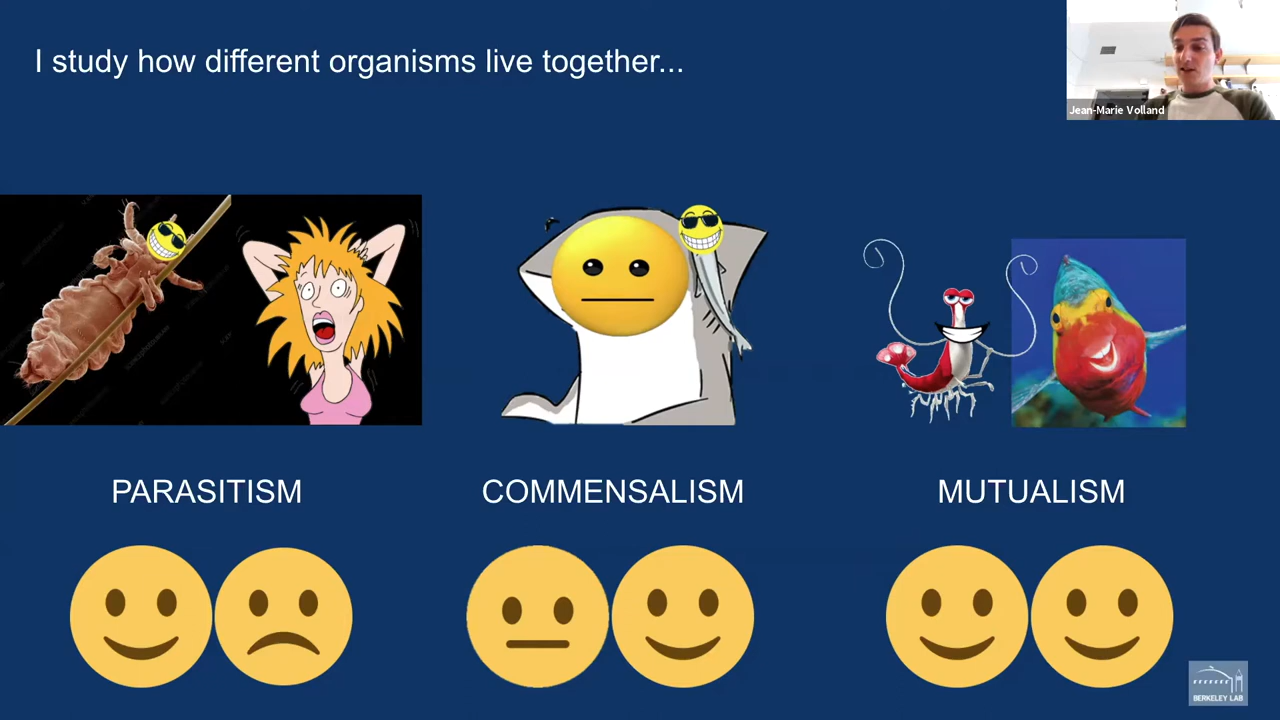 I study how different organisms live together...
Jean-Marie Volland
PARASITISM
COMMENSALISM
MUTUALISM
BERKELEY LAB